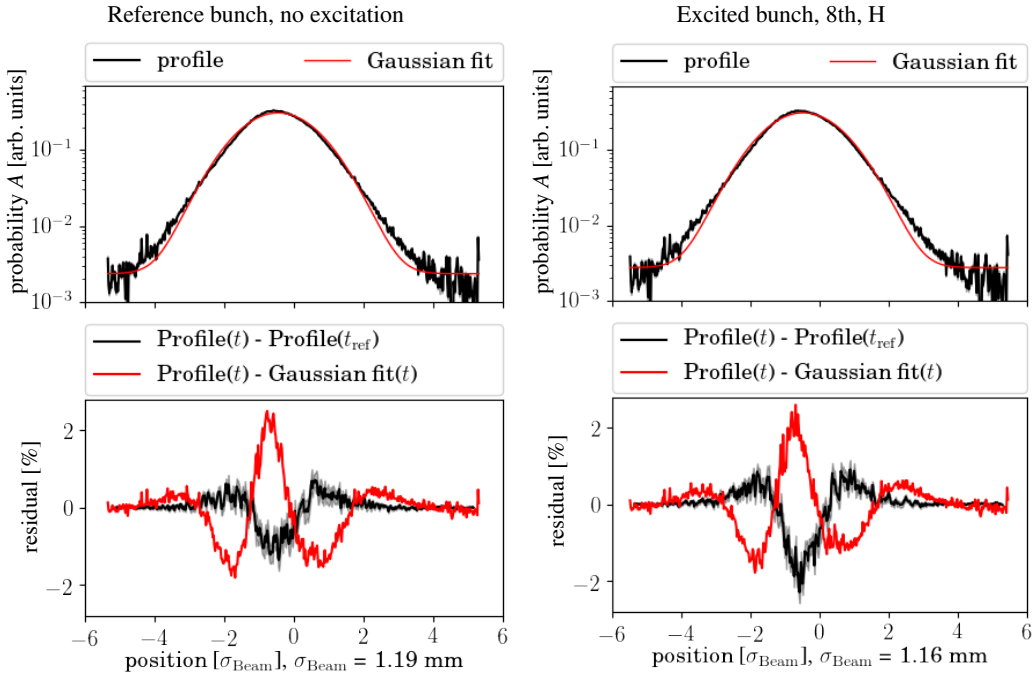 Reference bunch, no excitation
Excited bunch, 8th, H
profile Gaussian fit
profile Gaussian fit
probability A [arb. units]
10⁻¹
10⁻²
10⁻³
probability A [arb. units]
10⁻¹
10⁻²
10⁻³
Profile(t) - Profile(t_ref)
Profile(t) - Gaussian fit(t)
Profile(t) - Profile(t_ref)
Profile(t) - Gaussian fit(t)
residual [%]
2
0
−2
residual [%]
2
0
−2
−6 −4 −2 0 2 4 6
−6 −4 −2 0 2 4 6
position [σ_Beam], σ_Beam = 1.19 mm
position [σ_Beam], σ_Beam = 1.16 mm